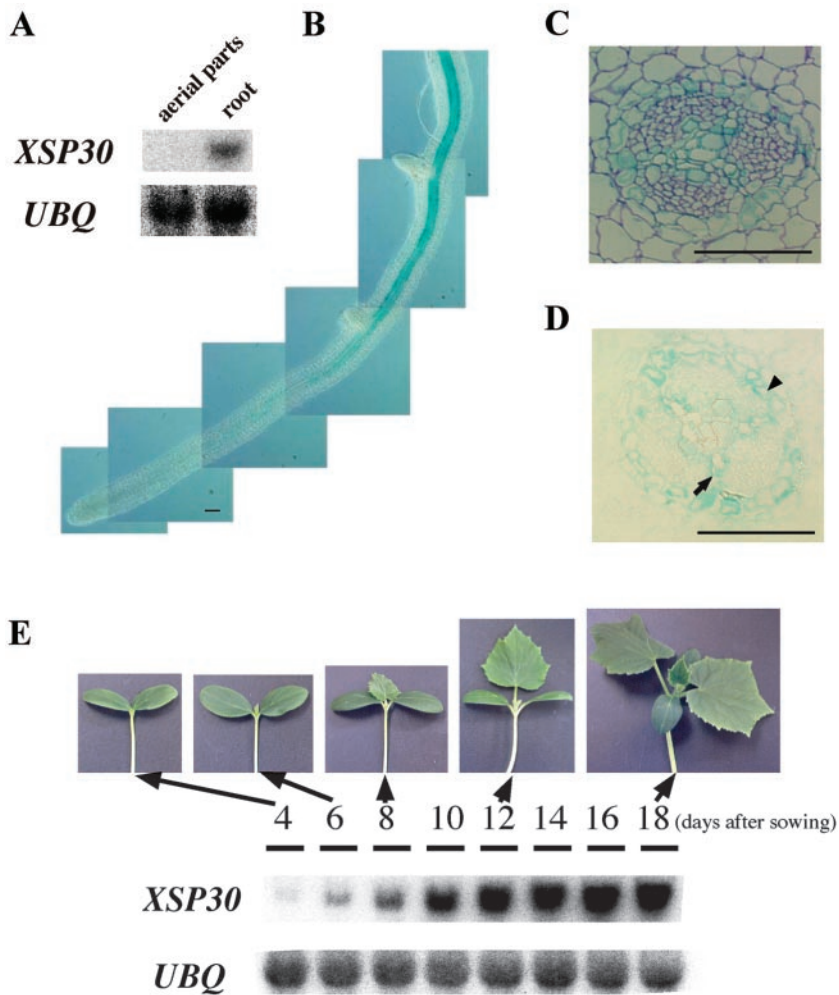 A
aerial parts
root
XSP30
UBQ
B
C
D
E
4 6 8 10 12 14 16 18 (days after sowing)
XSP30
UBQ